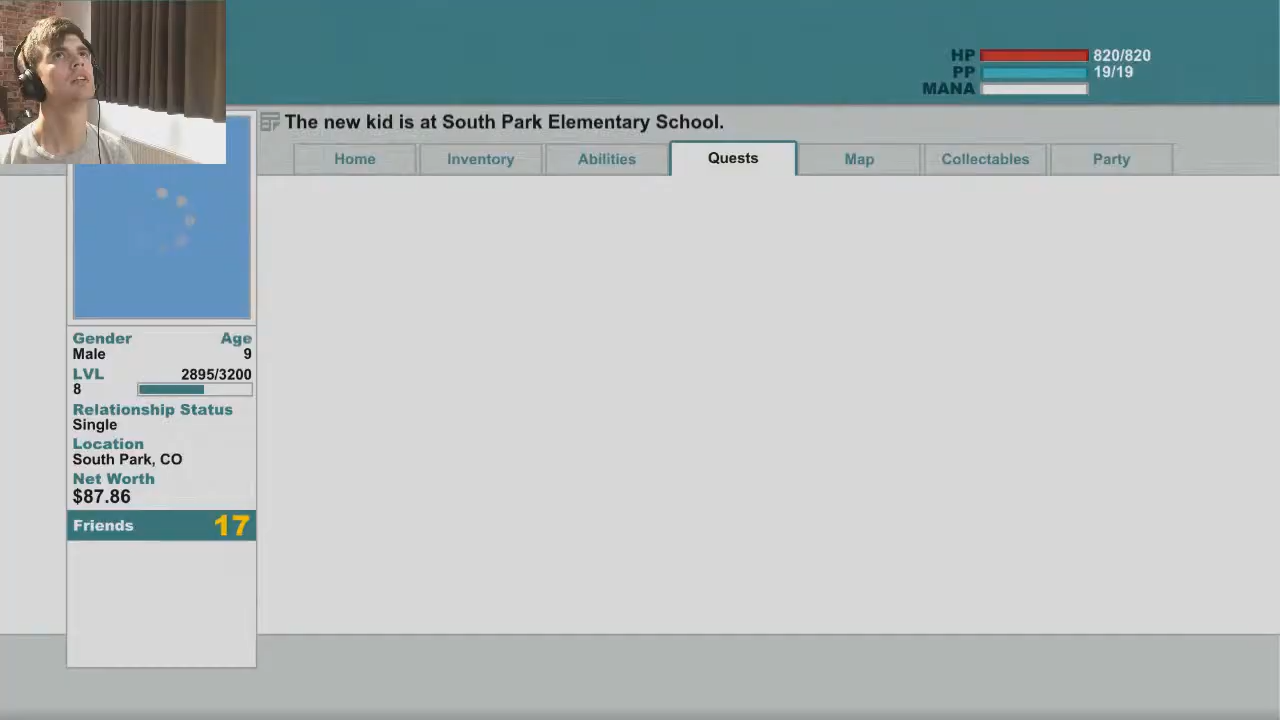 HP 820/820
PP 19/19
MANA
The new kid is at South Park Elementary School.
Home Inventory Abilities Quests Map Collectables Party
Gender Age
Male 9
LVL 2895/3200
8
Relationship Status
Single
Location
South Park, CO
Net Worth
$87.86
Friends 17